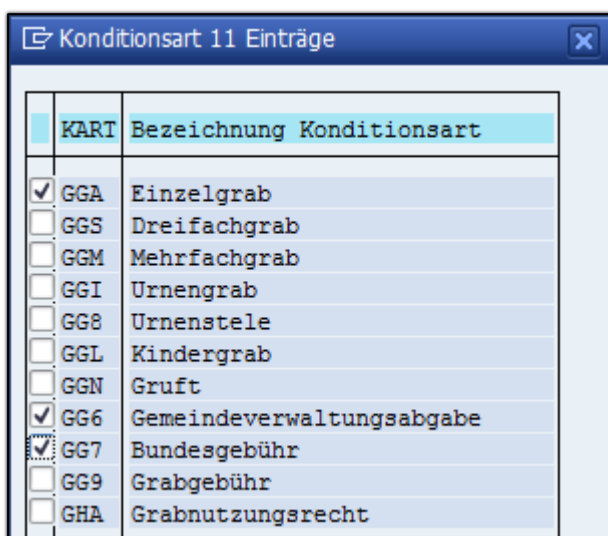 Konditionsart 11 Einträge
KART Bezeichnung Konditionsart
GGA Einzelgrab
GGS Dreifachgrab
GGM Mehrfachgrab
GGI Urnengrab
GG8 Urnenstele
GGL Kindergrab
GGN Gruft
GG6 Gemeindeverwaltungsabgabe
GG7 Bundesgebühr
GG9 Grabgebühr
GHA Grabnutzungsrecht